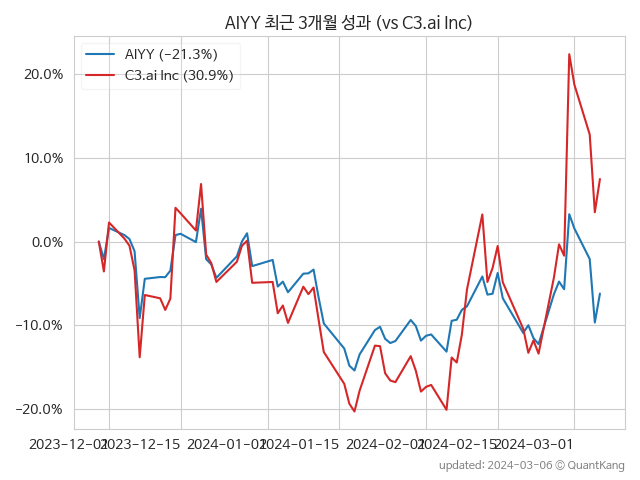 AIYY 최근 3개월 성과 (vs C3.ai Inc)
AIYY (-21.3%)
C3.ai Inc (30.9%)
20.0%
10.0%
0.0%
-10.0%
-20.0%
2023-12-01 2023-12-15 2024-01-01 2024-01-15 2024-02-01 2024-02-15 2024-03-01
updated: 2024-03-06 © QuantKang